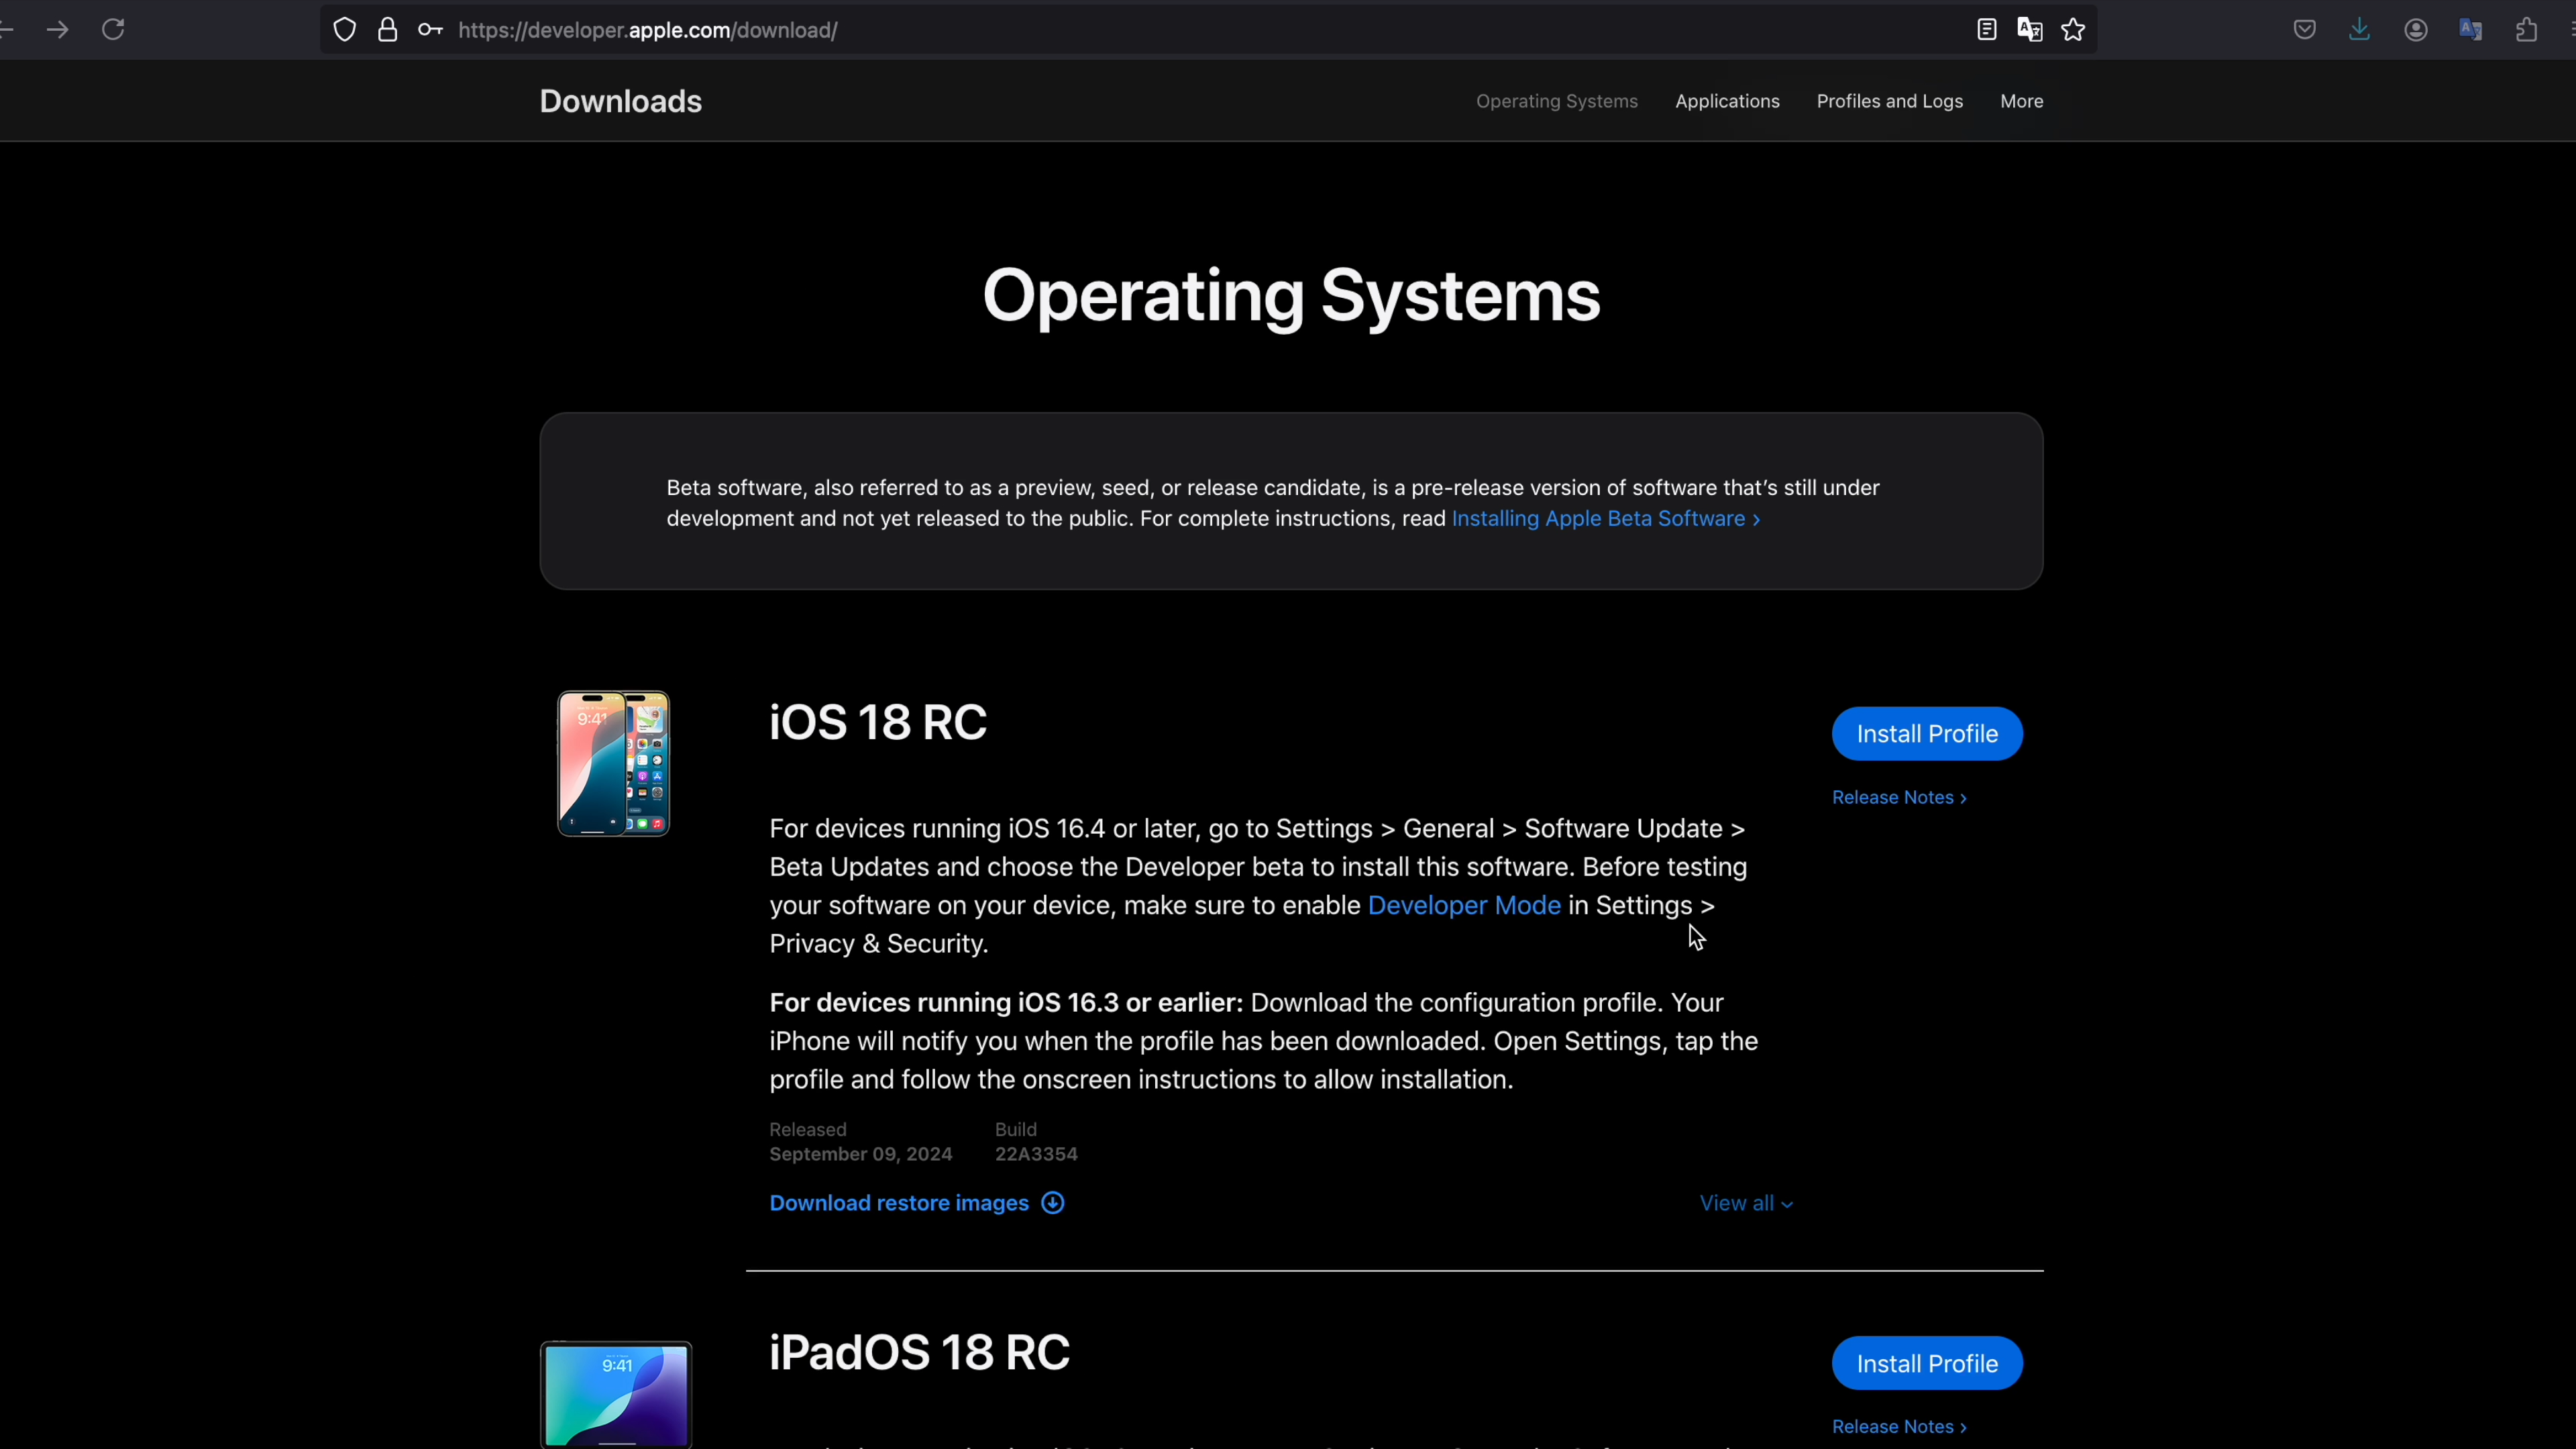 https://developer.apple.com/download/
Downloads
Operating Systems
Applications
Profiles and Logs
More
Operating Systems
Beta software, also referred to as a preview, seed, or release candidate, is a pre-release version of software that’s still under
development and not yet released to the public. For complete instructions, read Installing Apple Beta Software ›
9:41
iOS 18 RC
Install Profile
Release Notes ›
For devices running iOS 16.4 or later, go to Settings > General > Software Update >
Beta Updates and choose the Developer beta to install this software. Before testing
your software on your device, make sure to enable Developer Mode in Settings >
Privacy & Security.
For devices running iOS 16.3 or earlier: Download the configuration profile. Your
iPhone will notify you when the profile has been downloaded. Open Settings, tap the
profile and follow the onscreen instructions to allow installation.
Released
September 09, 2024
Build
22A3354
Download restore images
View all
9:41
iPadOS 18 RC
Install Profile
Release Notes ›